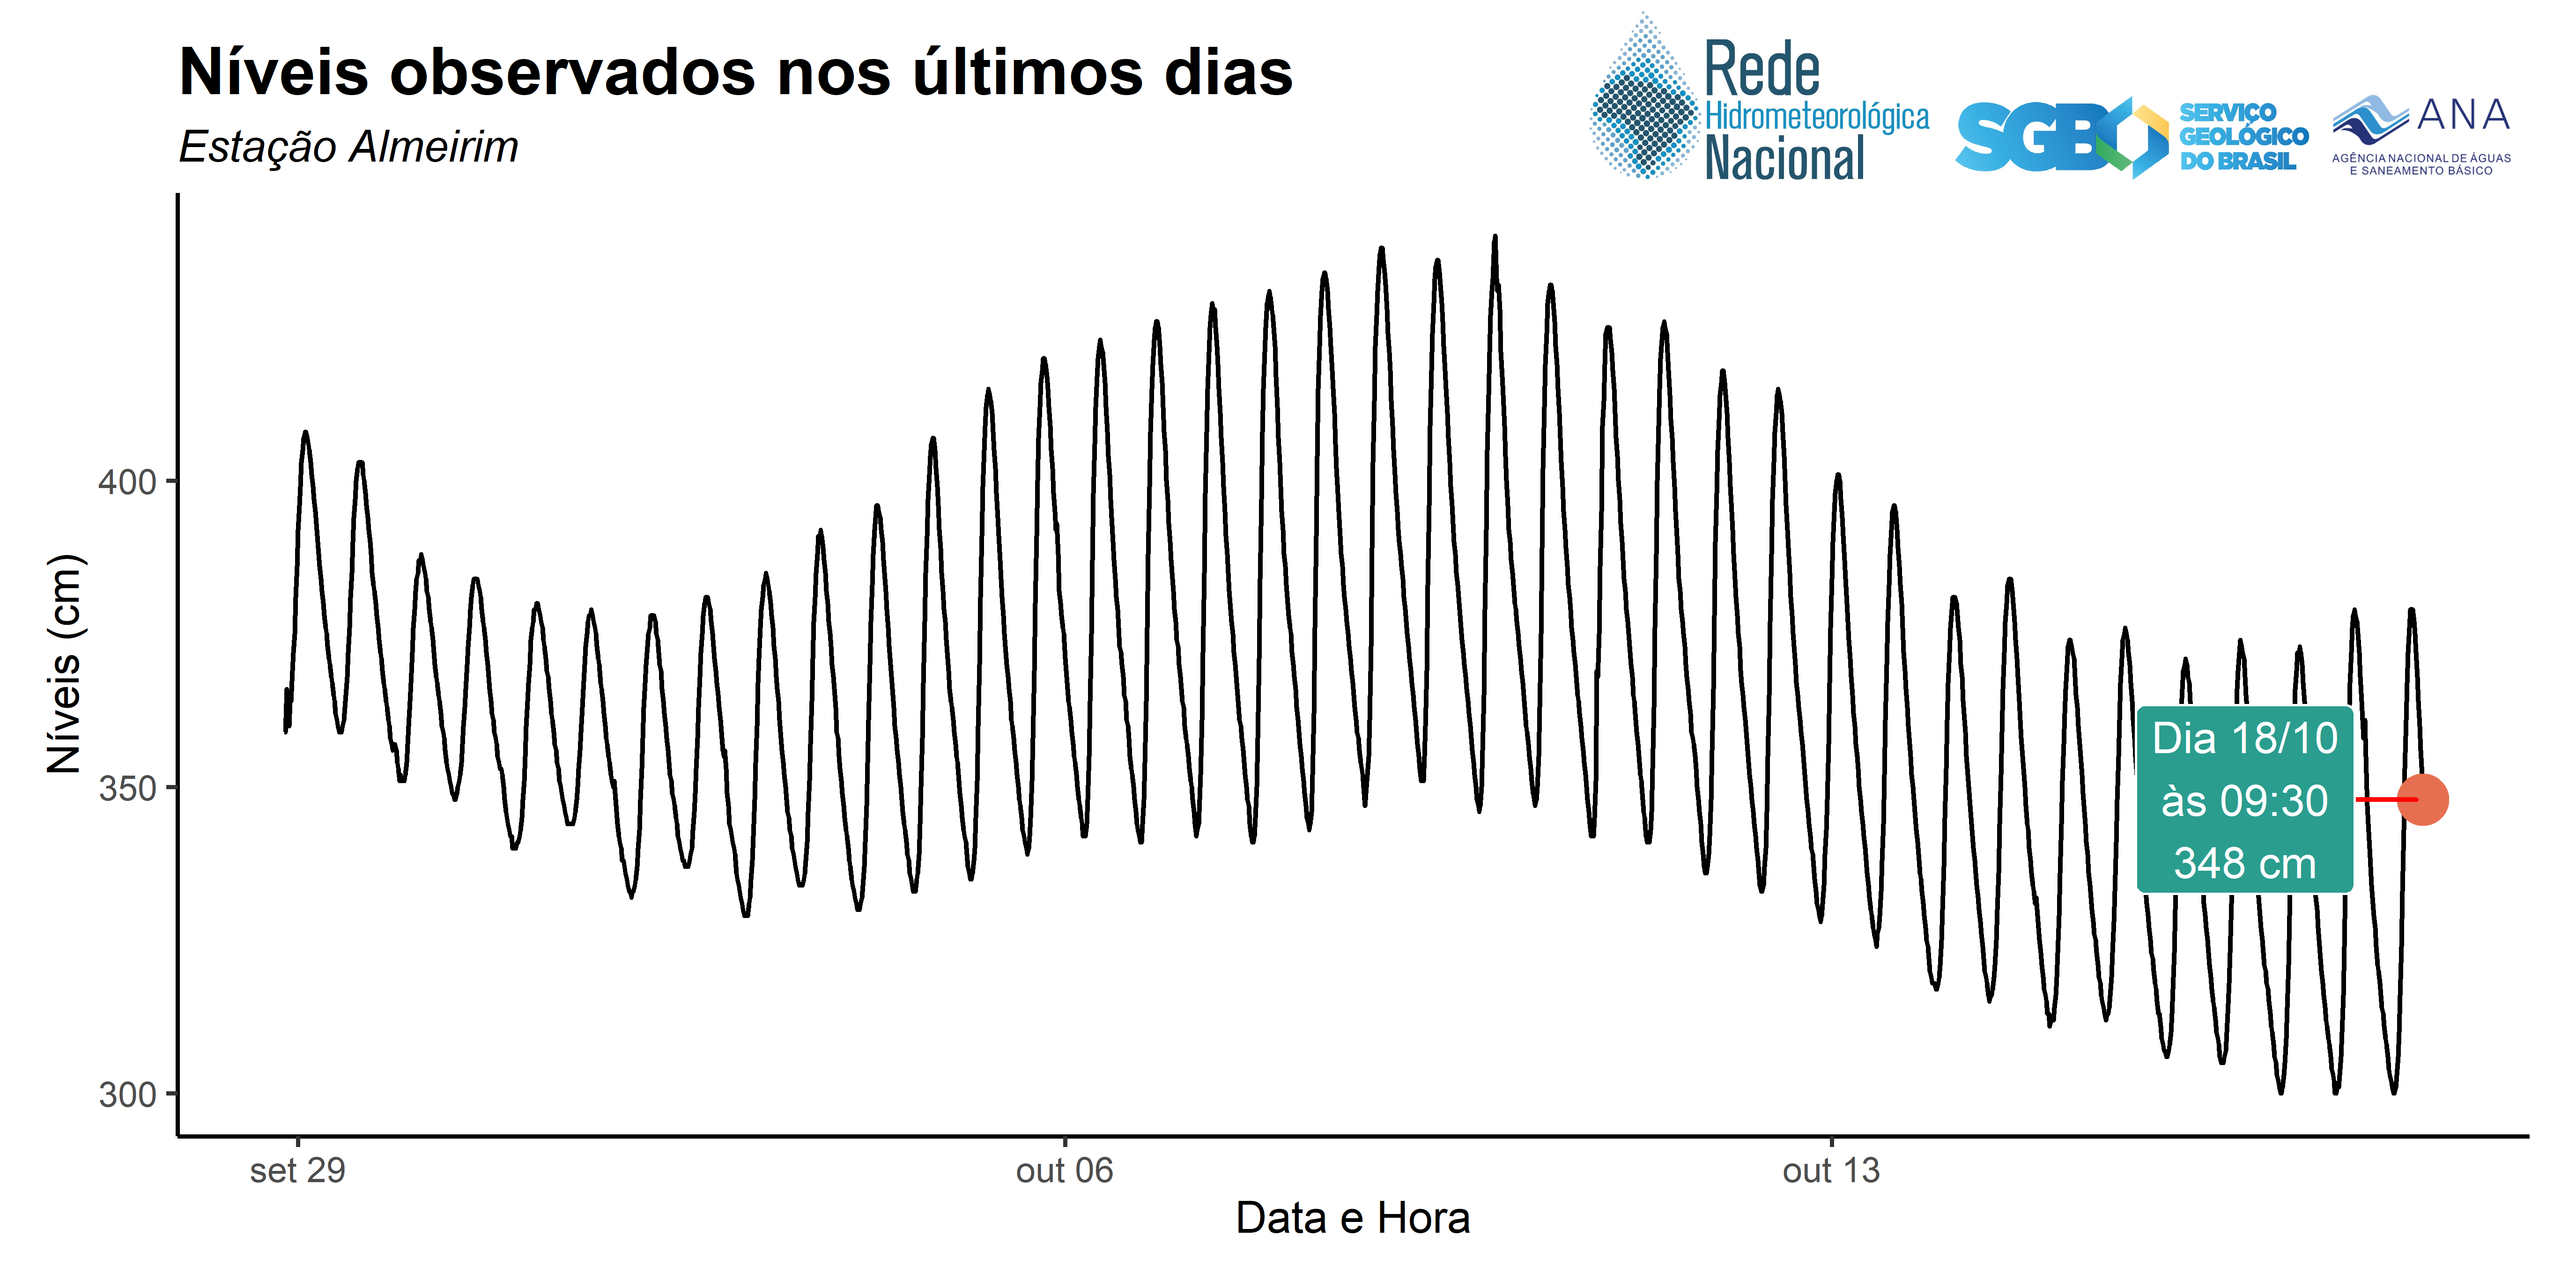 Níveis observados nos últimos dias
Estação Almeirim
Rede
Hidrometeorológica
Nacional
SGB
SERVIÇO
GEOLÓGICO
DO BRASIL
ANA
AGÊNCIA NACIONAL DE ÁGUAS
E SANEAMENTO BÁSICO
Níveis (cm)
400
350
300
Dia 18/10
às 09:30
348 cm
set 29
out 06
out 13
Data e Hora